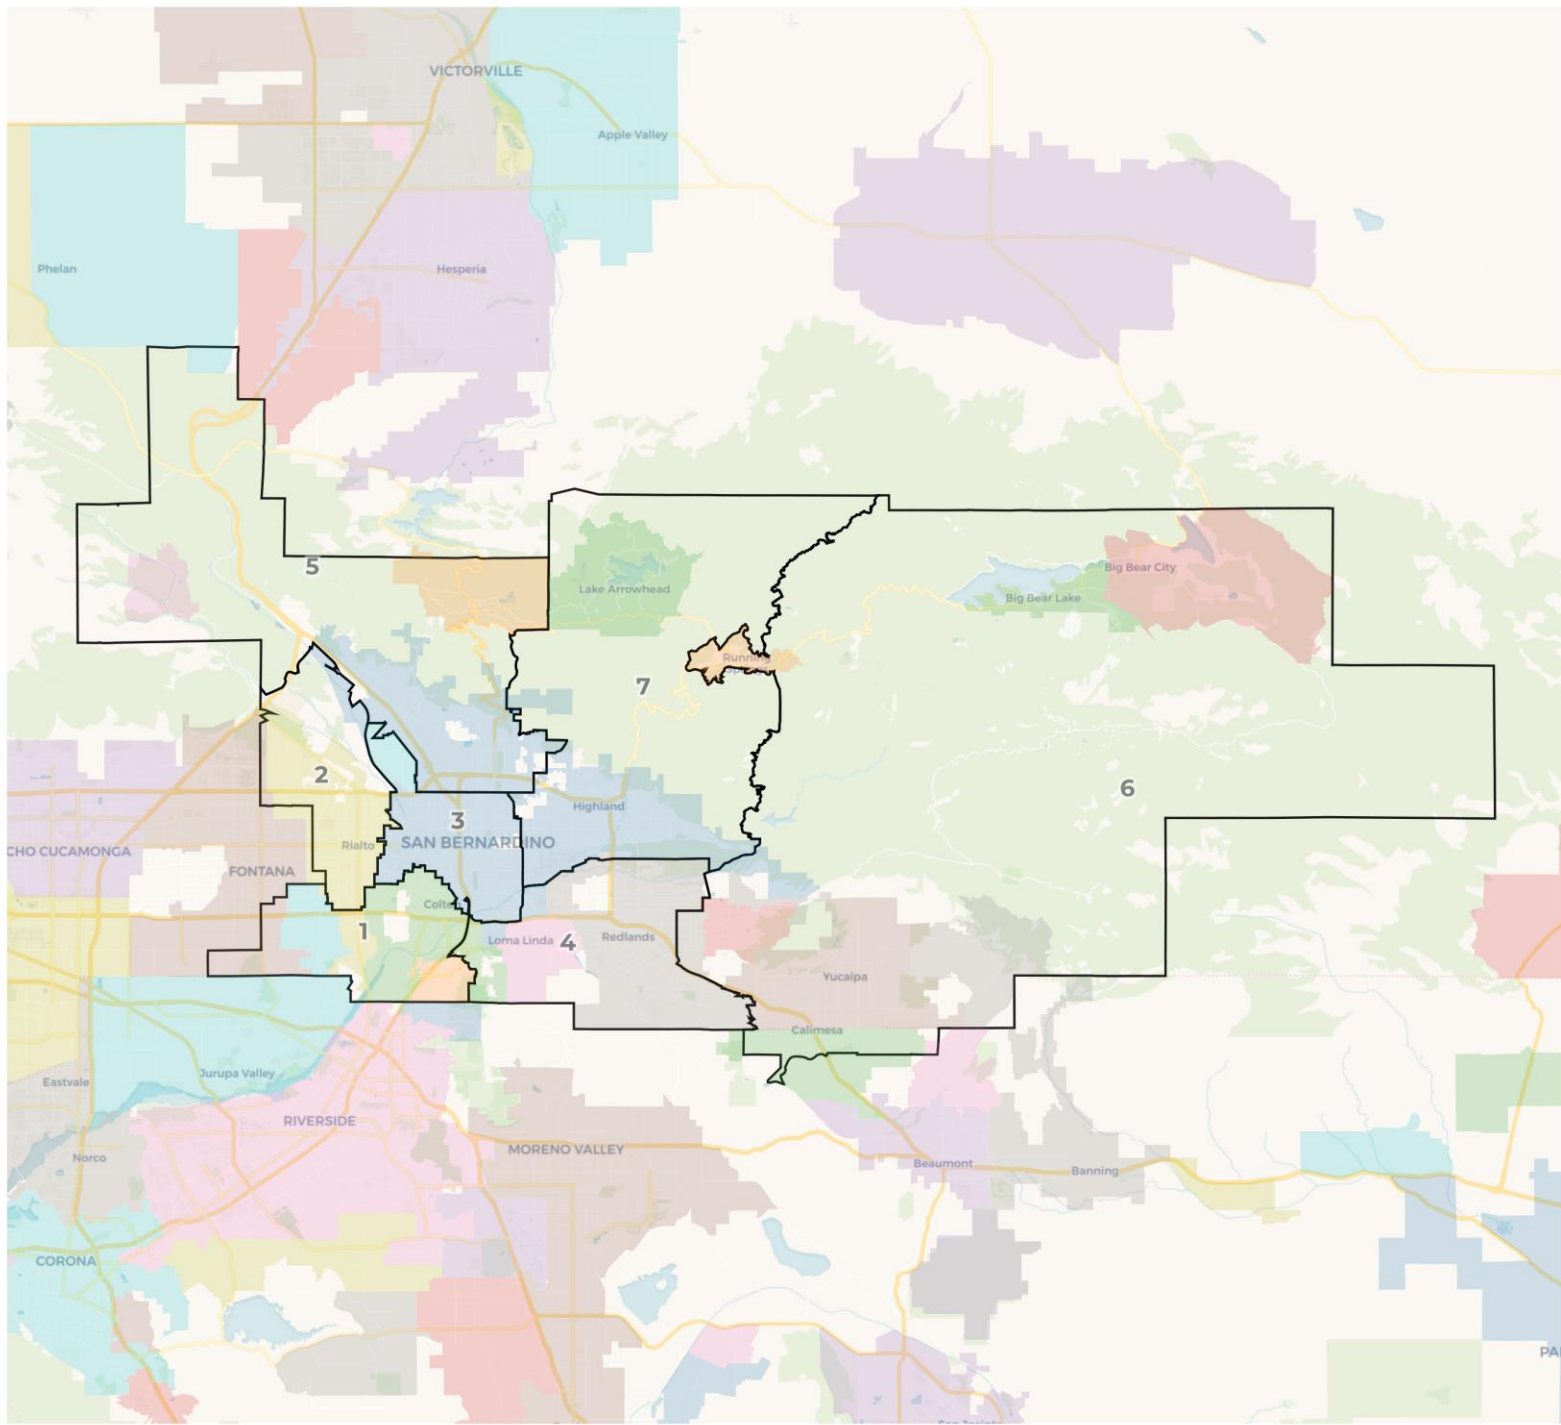 VICTORVILLE
Apple Valley
Phelan
Hesperia
5
Lake Arrowhead
Big Bear City
Big Bear Lake
Running
7
2
6
Highland
3
Rialto
SAN BERNARDINO
CHO CUCAMONGA
FONTANA
Colto
1
Loma Linda
4
Redlands
Yucaipa
Calimesa
Jurupa Valley
Eastvale
RIVERSIDE
MORENO VALLEY
Norco
Beaumont
Banning
CORONA
PA